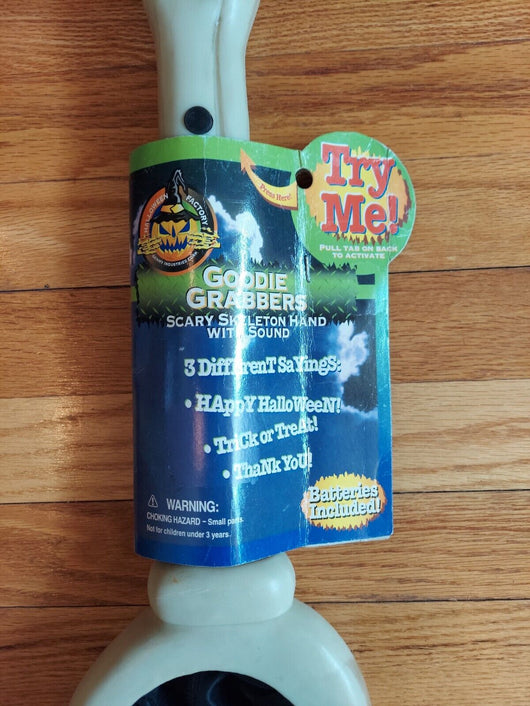 Try
Me!
PULL TAB ON BACK
TO ACTIVATE
Press Here!
HALLOWEEN
FACTORY
GOODIE
GRABBERS
SCARY SKELETON HAND
WITH SOUND
3 DiffErenT SaYingS:
• HAppY HalloWeeN!
• TriCk or TreAt!
• ThaNk YoU!
Batteries
Included!
WARNING:
CHOKING HAZARD – Small parts.
Not for children under 3 years.